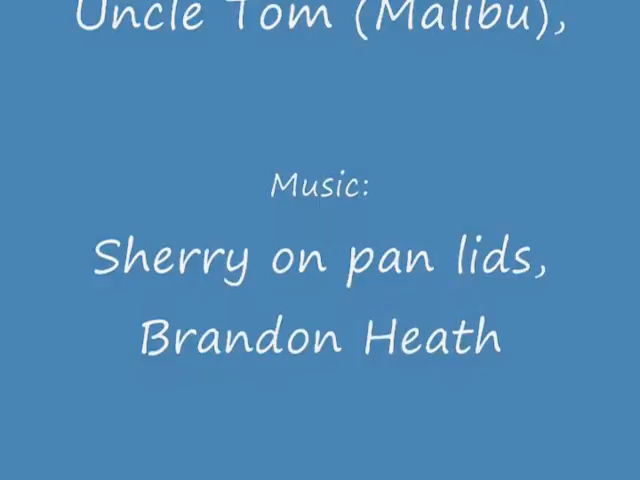 Uncle Tom (Malibu),
Music:
Sherry on pan lids,
Brandon Heath